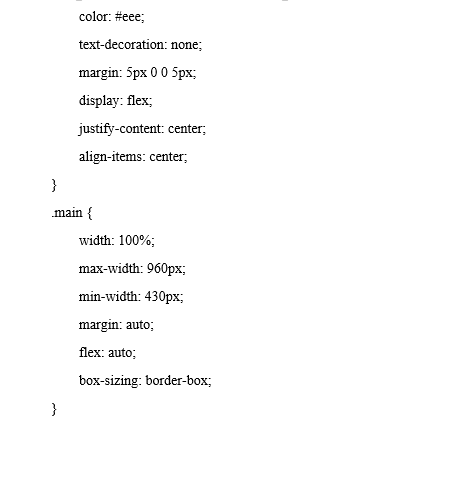 color: #eee;
text-decoration: none;
margin: 5px 0 0 5px;
display: flex;
justify-content: center;
align-items: center;
}
.main {
width: 100%;
max-width: 960px;
min-width: 430px;
margin: auto;
flex: auto;
box-sizing: border-box;
}